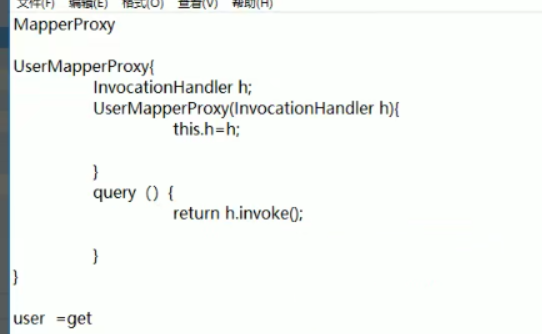 文件(F) 编辑(E) 格式(O) 查看(V) 帮助(H)
MapperProxy
UserMapperProxy{
InvocationHandler h;
UserMapperProxy(InvocationHandler h){
this.h=h;
}
query（）{
return h.invoke();
}
}
user  =get